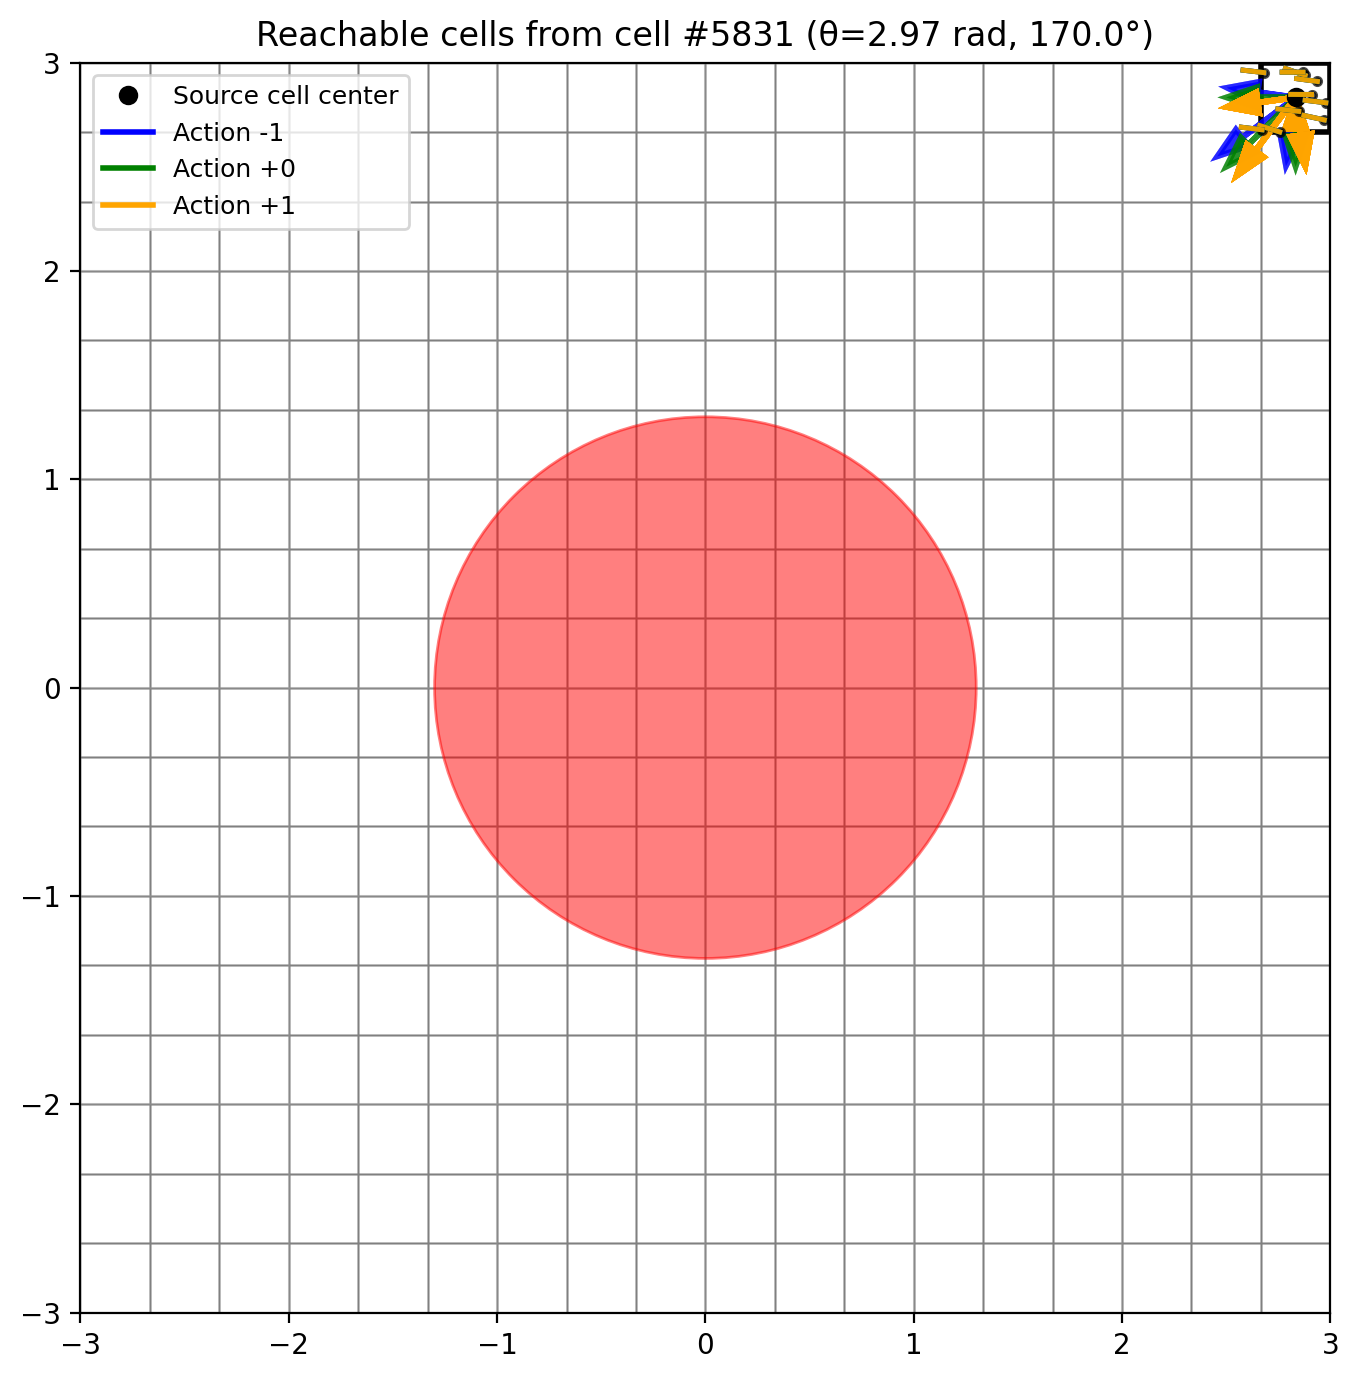 Reachable cells from cell #5831 (θ=2.97 rad, 170.0°)
Source cell center
Action -1
Action +0
Action +1
3
2
1
0
−1
−2
−3
−3
−2
−1
0
1
2
3